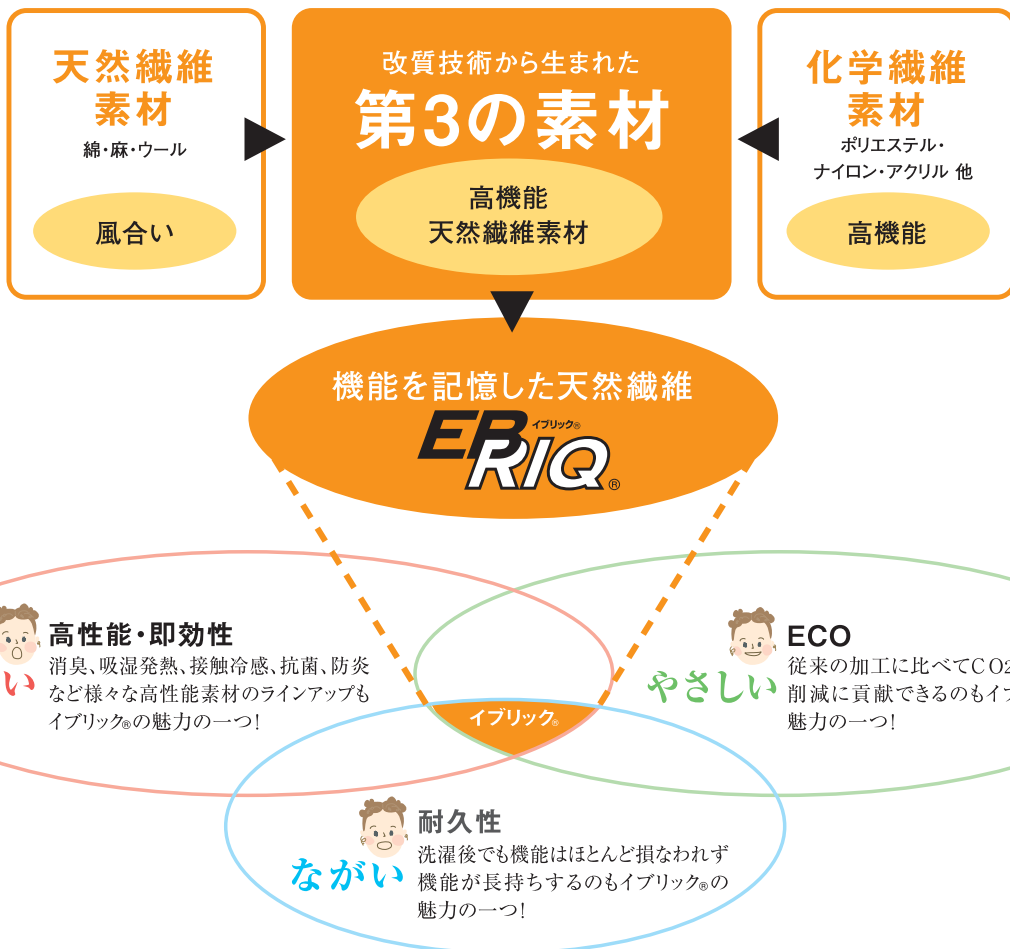 天然繊維
素材
綿・麻・ウール
風合い
改質技術から生まれた
第3の素材
高機能
天然繊維素材
化学繊維
素材
ポリエステル・
ナイロン・アクリル 他
高機能
機能を記憶した天然繊維
イブリック®
EBRIQ®
い
高性能・即効性
消臭、吸湿発熱、接触冷感、抗菌、防炎
など様々な高性能素材のラインアップも
イブリック®の魅力の一つ!
やさしい
ECO
従来の加工に比べてCO2
削減に貢献できるのもイブ
魅力の一つ!
イブリック®
ながい
耐久性
洗濯後でも機能はほとんど損なわれず
機能が長持ちするのもイブリック®の
魅力の一つ!